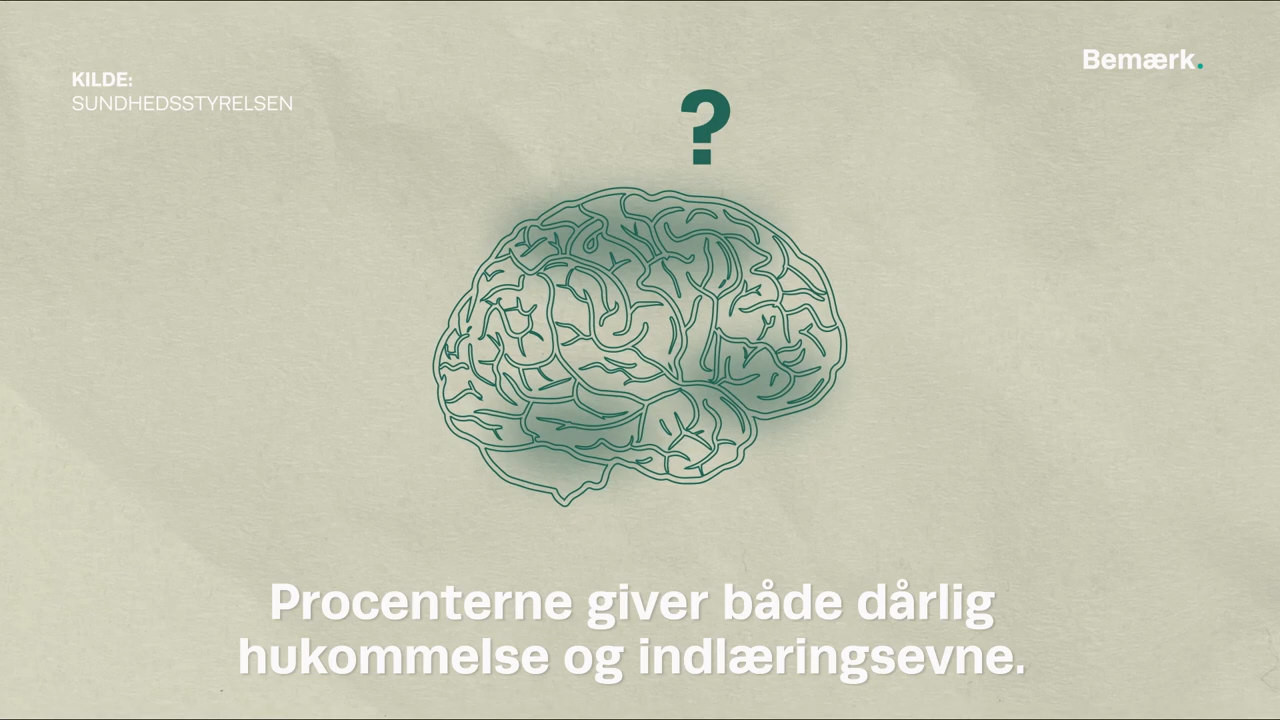 KILDE:
SUNDHEDSSTYRELSEN
Bemærk.
?
Procenterne giver både dårlig
hukommelse og indlæringsevne.